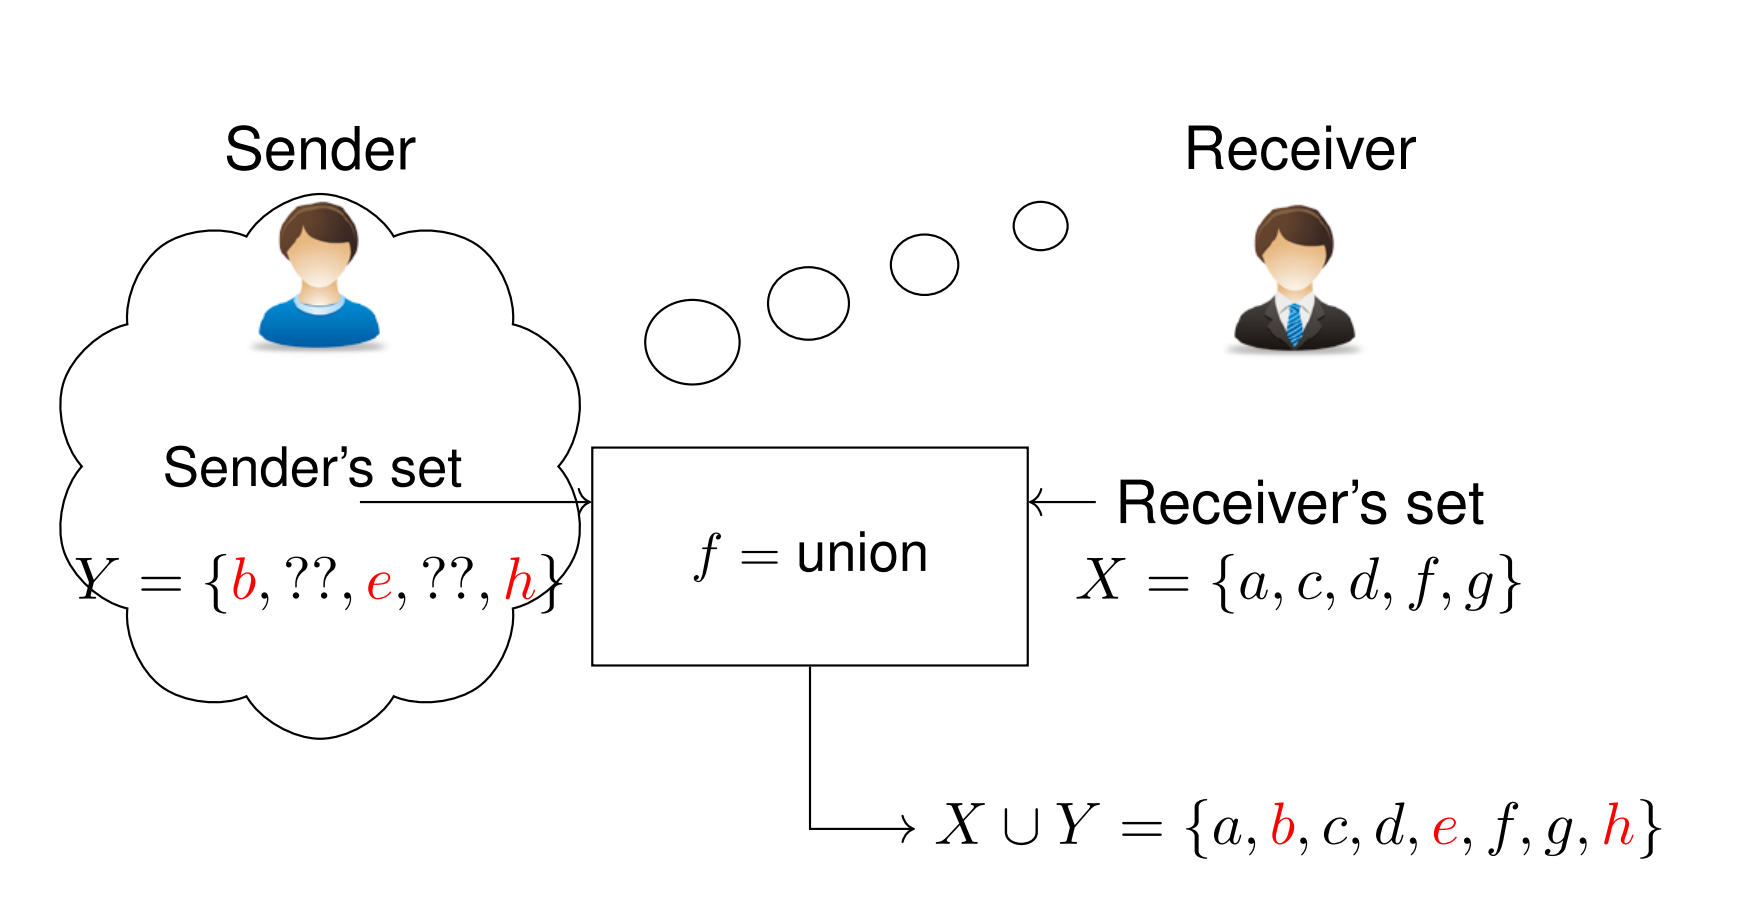 Sender
Receiver
Sender's set
Receiver's set
Y = {b, ??, e, ??, h}
f = union
X = {a, c, d, f, g}
X ∪ Y = {a, b, c, d, e, f, g, h}